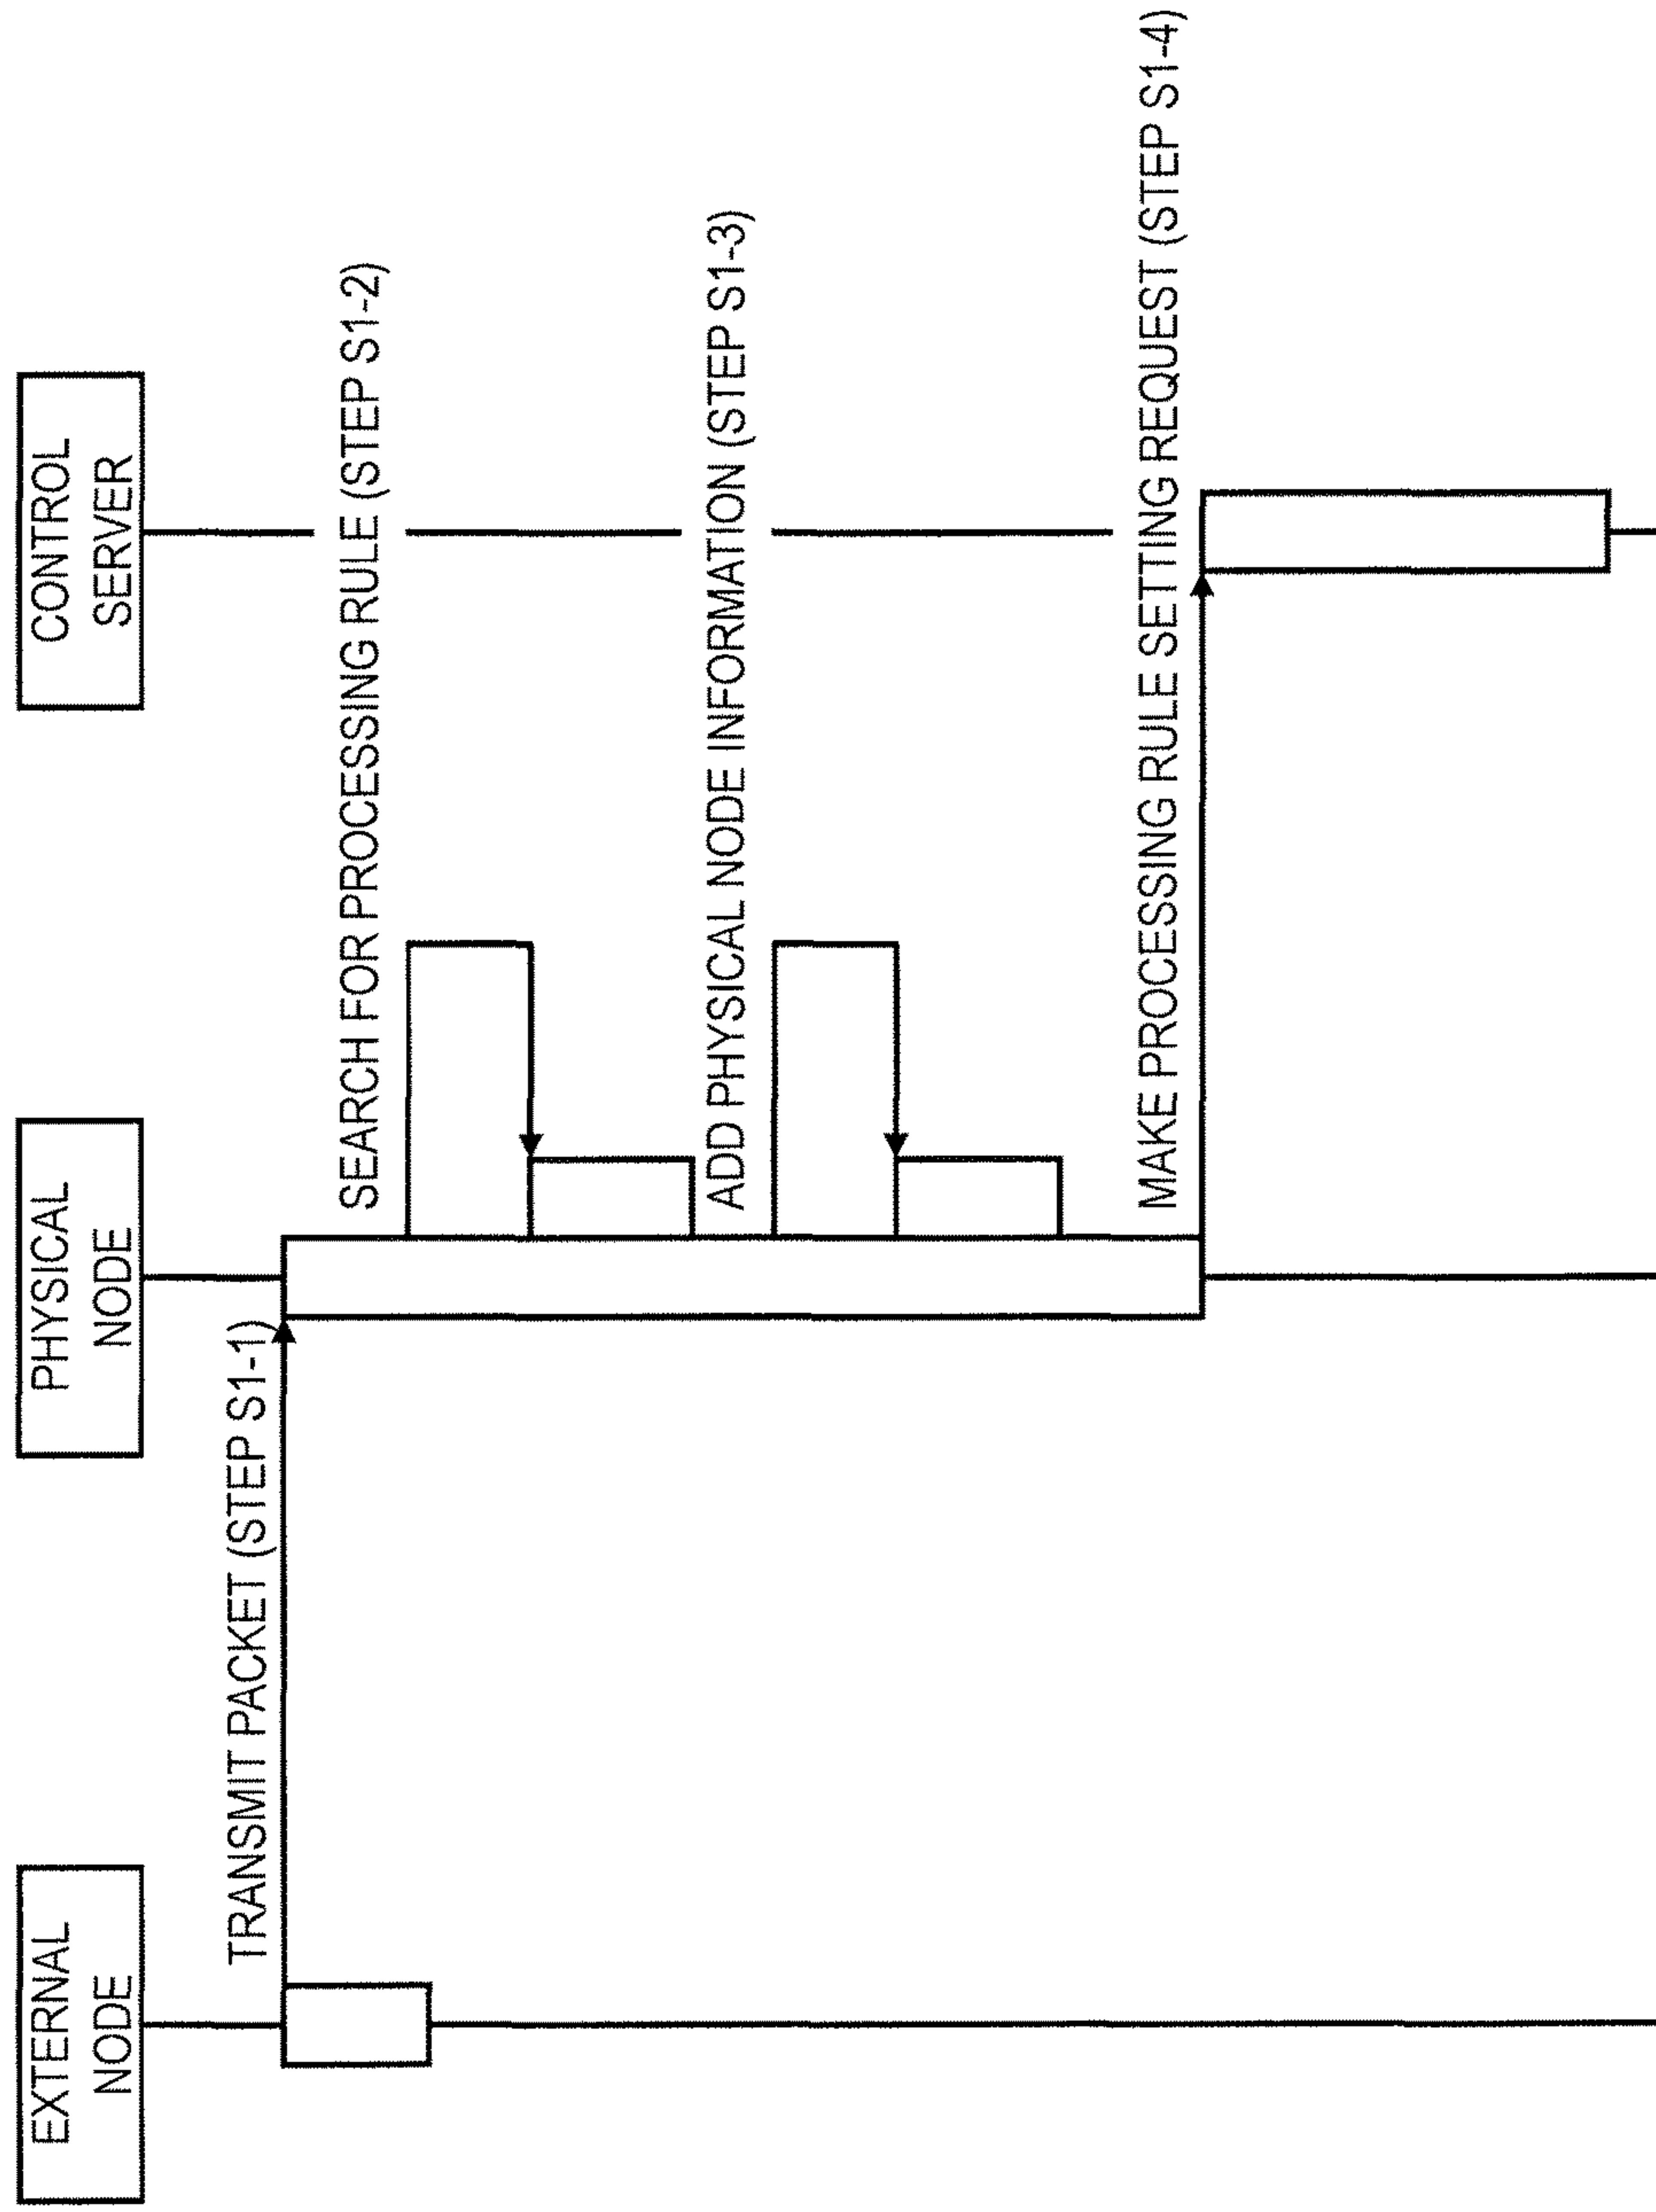 EXTERNAL
NODE
PHYSICAL
NODE
CONTROL
SERVER
TRANSMIT PACKET (STEP S1-1)
SEARCH FOR PROCESSING RULE (STEP S1-2)
ADD PHYSICAL NODE INFORMATION (STEP S1-3)
MAKE PROCESSING RULE SETTING REQUEST (STEP S1-4)